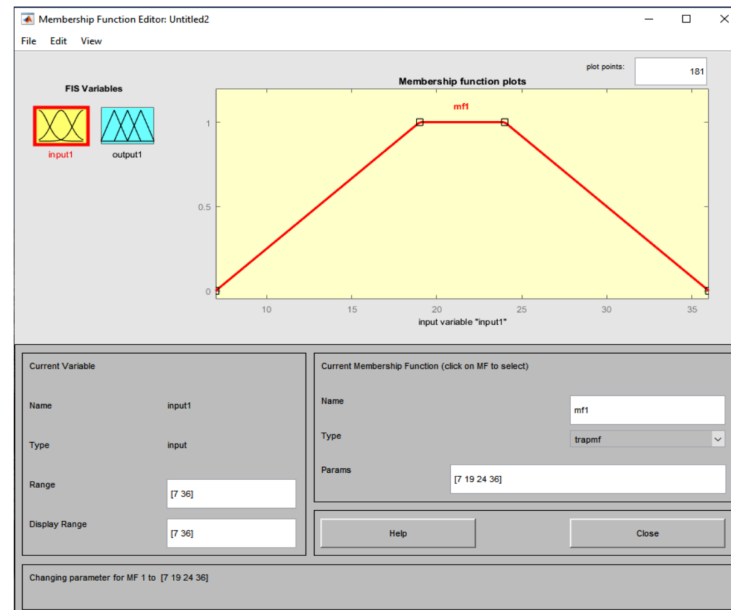 Membership Function Editor: Untitled2
File Edit View
FIS Variables
input1
output1
plot points:
181
Membership function plots
mf1
1
0.5
0
10 15 20 25 30 35
input variable "input1"
Current Variable
Name input1
Type input
Range [7 36]
Display Range [7 36]
Current Membership Function (click on MF to select)
Name mf1
Type trapmf
Params [7 19 24 36]
Help Close
Changing parameter for MF 1 to [7 19 24 36]